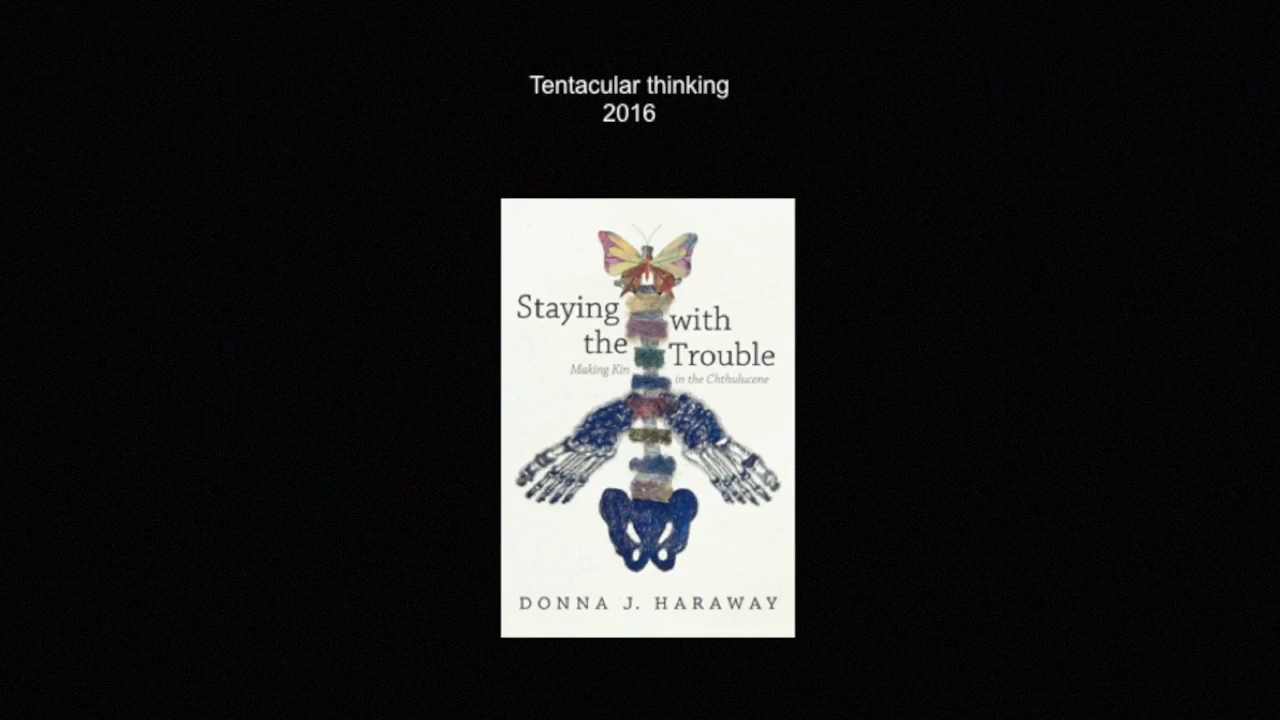 Tentacular thinking
2016
Staying with
the Trouble
Making Kin in the Chthulucene
DONNA J. HARAWAY